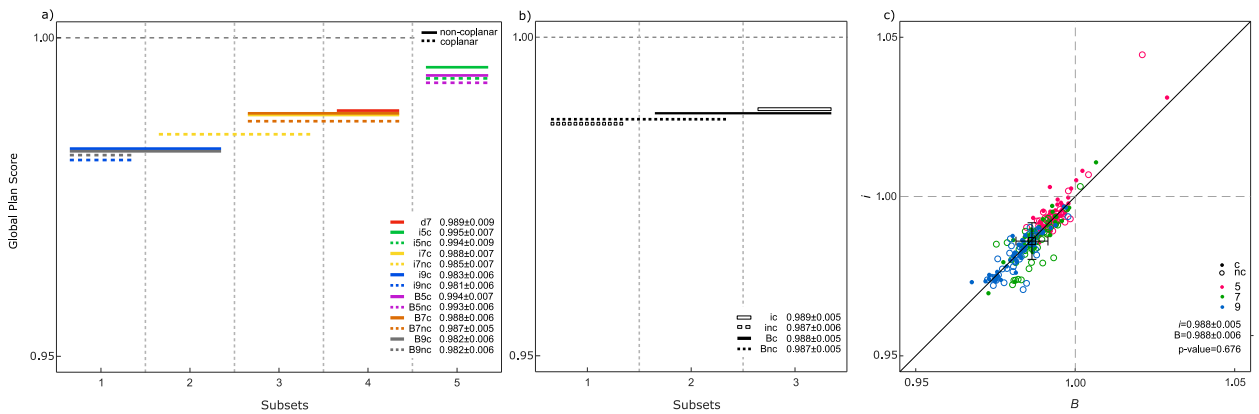 a)
1.00
non-coplanar
coplanar
Global Plan Score
d7 0.989±0.009
i5c 0.995±0.007
i5nc 0.994±0.009
i7c 0.988±0.007
i7nc 0.985±0.007
i9c 0.983±0.006
i9nc 0.981±0.006
B5c 0.994±0.007
B5nc 0.993±0.006
B7c 0.988±0.006
B7nc 0.987±0.005
B9c 0.982±0.006
B9nc 0.982±0.006
0.95
1 2 3 4 5
Subsets
b)
1.00
ic 0.989±0.005
inc 0.987±0.006
Bc 0.988±0.005
Bnc 0.987±0.005
0.95
1 2 3
Subsets
c)
1.05
1.00
i
c
nc
5
7
9
i=0.988±0.005
B=0.988±0.006
p-value=0.676
0.95
0.95 1.00 1.05
B